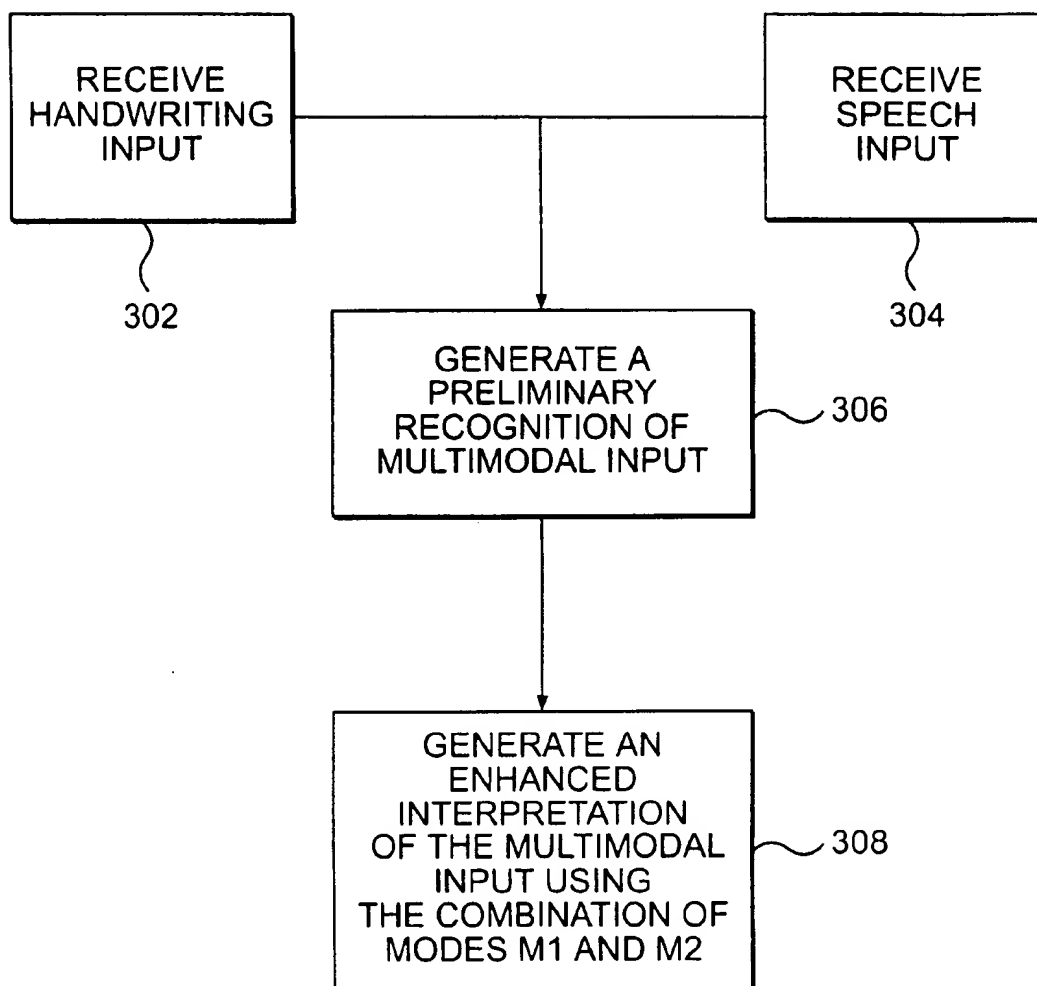 RECEIVE
HANDWRITING
INPUT
302
RECEIVE
SPEECH
INPUT
304
GENERATE A
PRELIMINARY
RECOGNITION OF
MULTIMODAL INPUT
306
GENERATE AN
ENHANCED
INTERPRETATION
OF THE MULTIMODAL
INPUT USING
THE COMBINATION OF
MODES M1 AND M2
308